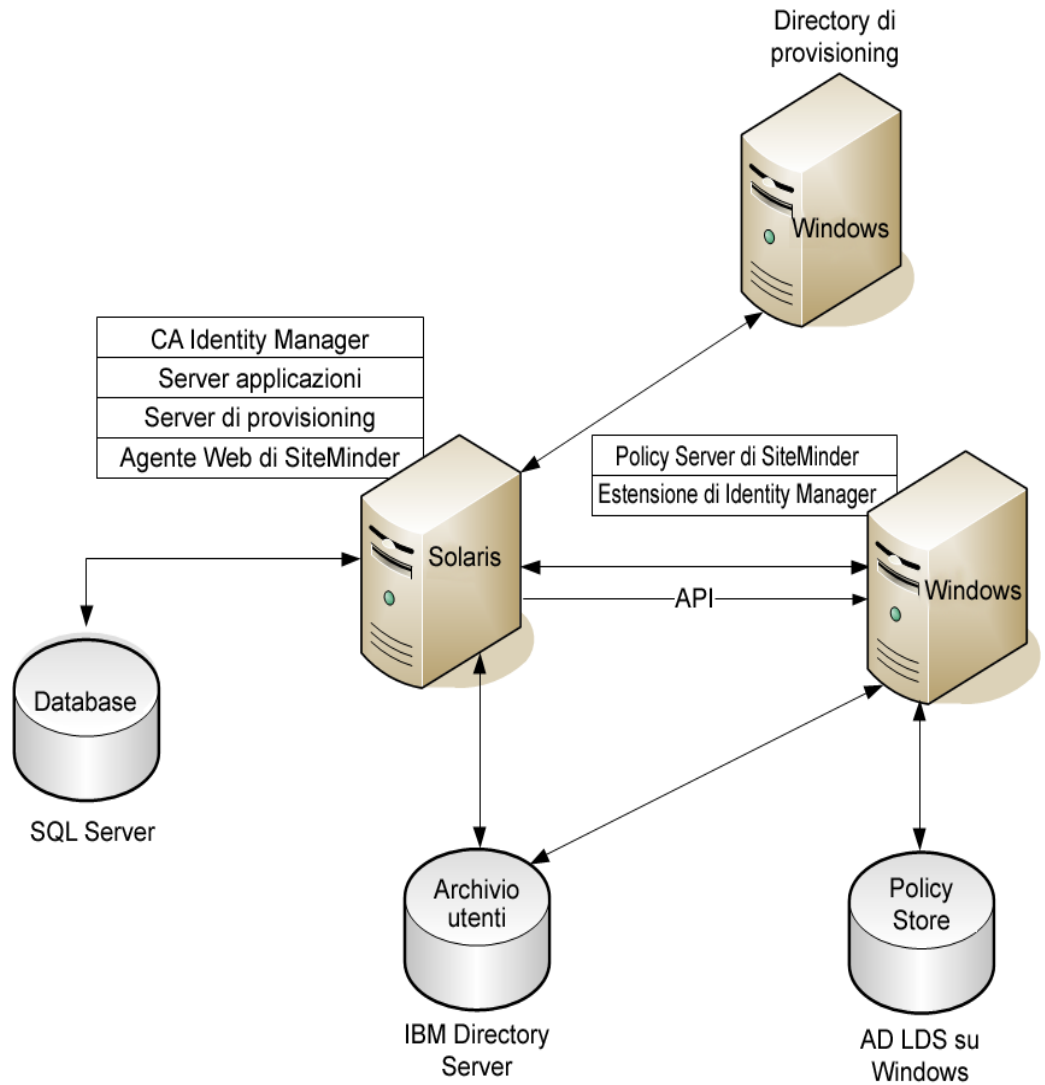 Directory di
provisioning
Windows
CA Identity Manager
Server applicazioni
Server di provisioning
Agente Web di SiteMinder
Policy Server di SiteMinder
Estensione di Identity Manager
Solaris
API
Windows
Database
SQL Server
Archivio
utenti
IBM Directory
Server
Policy
Store
AD LDS su
Windows